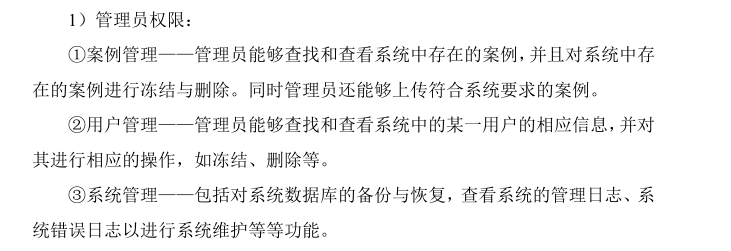 1）管理员权限：
①案例管理——管理员能够查找和查看系统中存在的案例，并且对系统中存
在的案例进行冻结与删除。同时管理员还能够上传符合系统要求的案例。
②用户管理——管理员能够查找和查看系统中的某一用户的相应信息，并对
其进行相应的操作，如冻结、删除等。
③系统管理——包括对系统数据库的备份与恢复，查看系统的管理日志、系
统错误日志以进行系统维护等等功能。